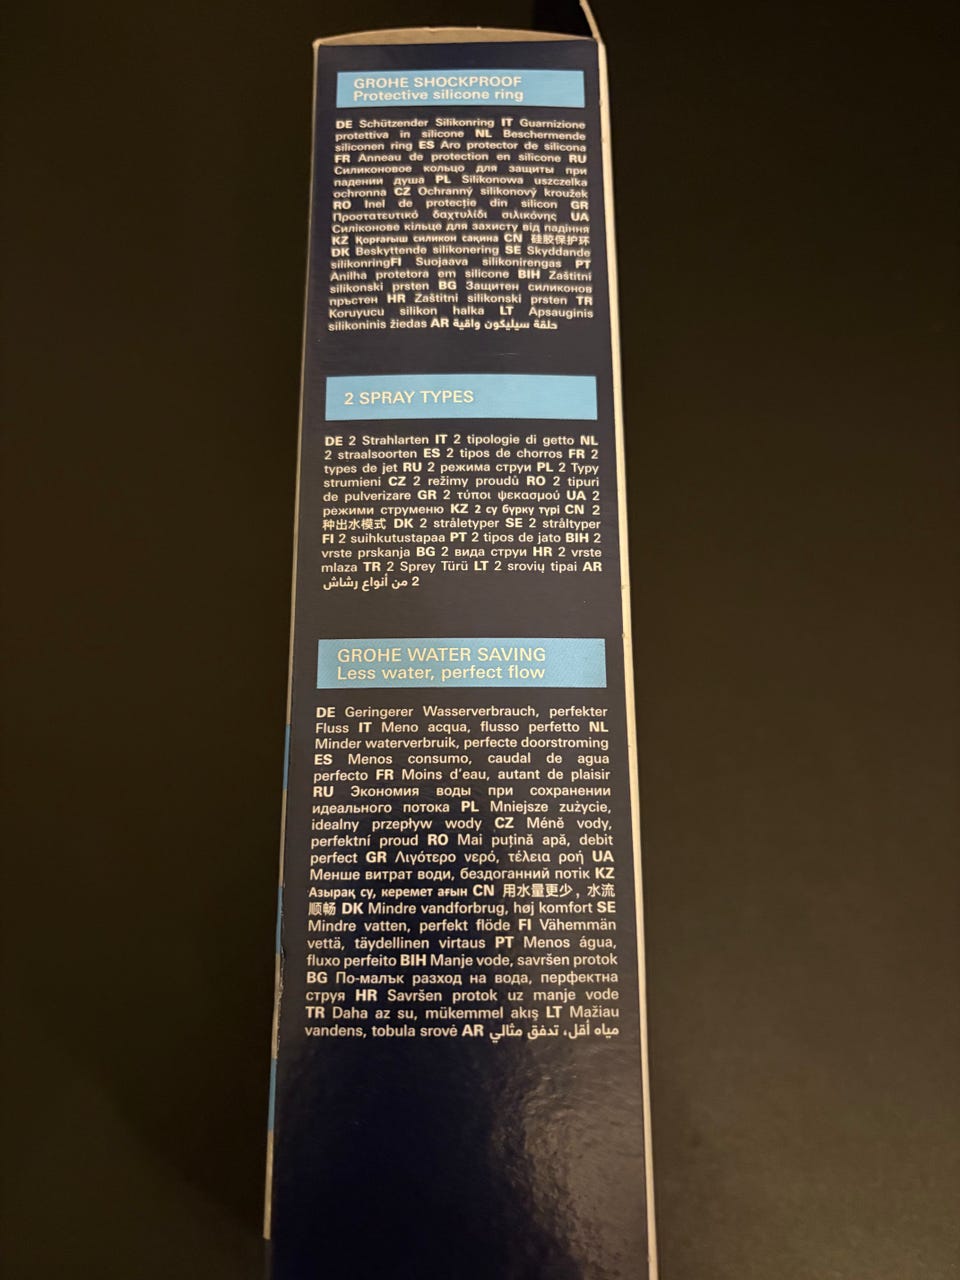 GROHE SHOCKPROOF
Protective silicone ring
DE Schützender Silikonring IT Guarnizione
protettiva in silicone NL Beschermende
siliconen ring ES Aro protector de silicona
FR Anneau de protection en silicone RU
Силиконовое кольцо для защиты при
падении душа PL Silikonowa uszczelka
ochronna CZ Ochranný silikonový kroužek
RO Inel de protecție din silicon GR
Προστατευτικό δαχτυλίδι σιλικόνης UA
Силіконове кільце для захисту від падіння
KZ Қорғағыш силикон сақина CN 硅胶保护环
DK Beskyttende silikonering SE Skyddande
silikonringFI Suojaava silikonirengas PT
Anilha protetora em silicone BIH Zaštitni
silikonski prsten BG Защитен силиконов
пръстен HR Zaštitni silikonski prsten TR
Koruyucu silikon halka LT Apsauginis
silikoninis žiedas AR حلقة سيليكون واقية
2 SPRAY TYPES
DE 2 Strahlarten IT 2 tipologie di getto NL
2 straalsoorten ES 2 tipos de chorros FR 2
types de jet RU 2 режима струи PL 2 Typy
strumieni CZ 2 režimy proudů RO 2 tipuri
de pulverizare GR 2 τύποι ψεκασμού UA 2
режими струменю KZ 2 су бүрку түрі CN 2
种出水模式 DK 2 stråletyper SE 2 stråltyper
FI 2 suihkutustapaa PT 2 tipos de jato BIH 2
vrste prskanja BG 2 вида струи HR 2 vrste
mlaza TR 2 Sprey Türü LT 2 srovių tipai AR
2 من أنواع رشاش
GROHE WATER SAVING
Less water, perfect flow
DE Geringerer Wasserverbrauch, perfekter
Fluss IT Meno acqua, flusso perfetto NL
Minder waterverbruik, perfecte doorstroming
ES Menos consumo, caudal de agua
perfecto FR Moins d'eau, autant de plaisir
RU Экономия воды при сохранении
идеального потока PL Mniejsze zużycie,
idealny przepływ wody CZ Méně vody,
perfektní proud RO Mai puțină apă, debit
perfect GR Λιγότερο νερό, τέλεια ροή UA
Менше витрат води, бездоганний потік KZ
Азырақ су, керемет ағын CN 用水量更少，水流
顺畅 DK Mindre vandforbrug, høj komfort SE
Mindre vatten, perfekt flöde FI Vähemmän
vettä, täydellinen virtaus PT Menos água,
fluxo perfeito BIH Manje vode, savršen protok
BG По-малък разход на вода, перфектна
струя HR Savršen protok uz manje vode
TR Daha az su, mükemmel akış LT Mažiau
vandens, tobula srovė AR مياه أقل، تدفق مثالي